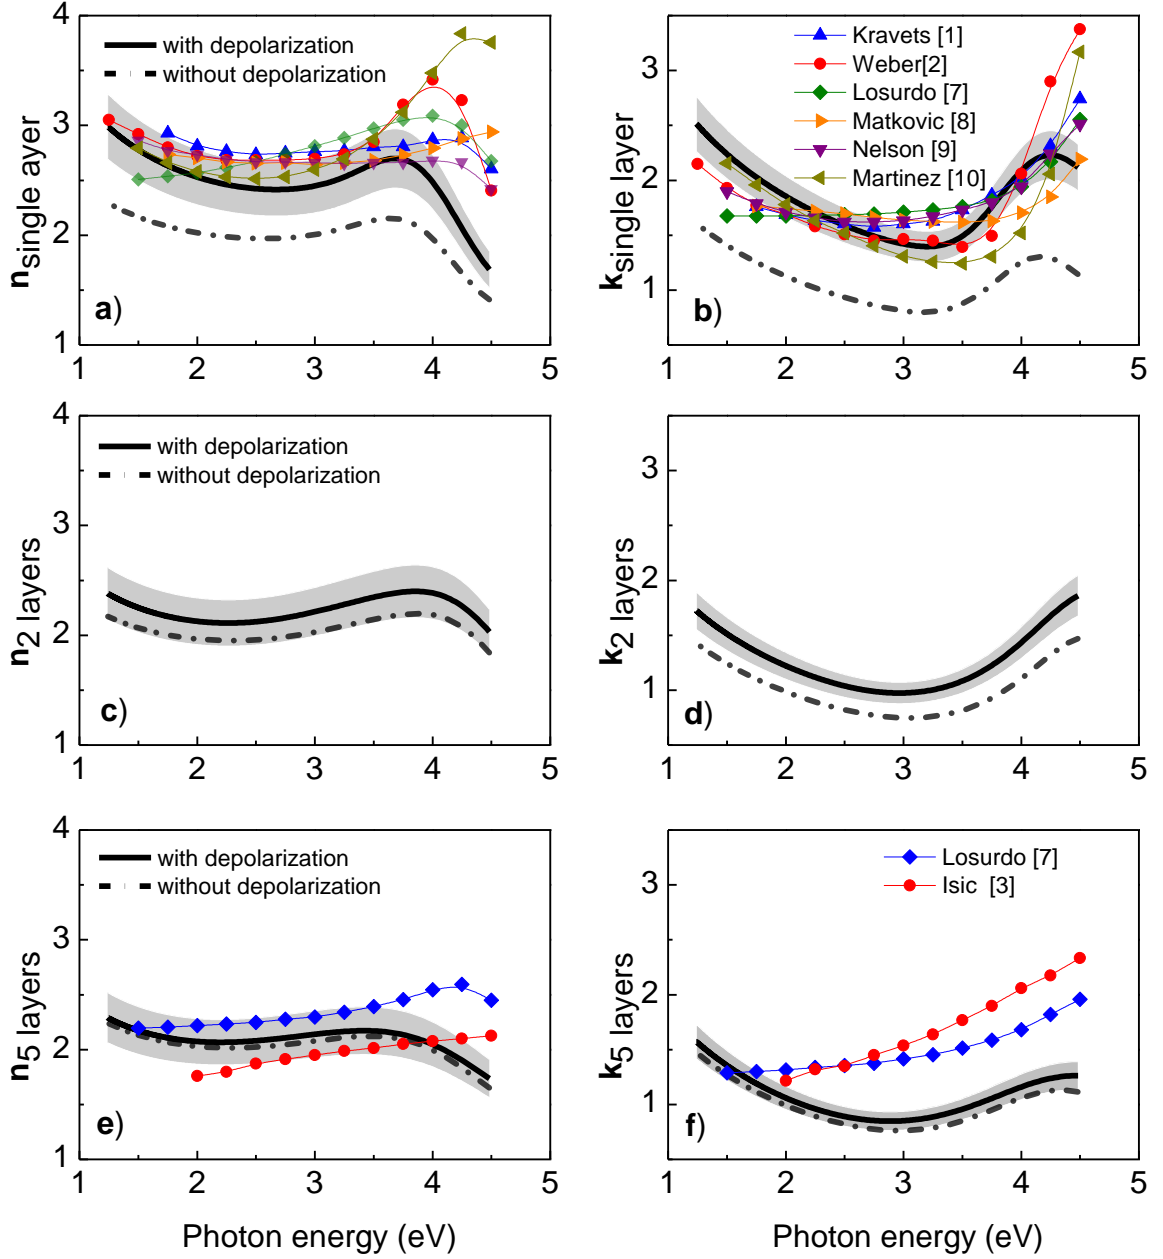 4
3
2
1
n single layer
with depolarization
without depolarization
a)
1 2 3 4 5
3
2
1
k single layer
Kravets [1]
Weber[2]
Losurdo [7]
Matkovic [8]
Nelson [9]
Martinez [10]
b)
1 2 3 4 5
4
3
2
1
n 2 layers
with depolarization
without depolarization
c)
1 2 3 4 5
3
2
1
k 2 layers
d)
1 2 3 4 5
4
3
2
1
n 5 layers
with depolarization
without depolarization
e)
1 2 3 4 5
Photon energy (eV)
3
2
1
k 5 layers
Losurdo [7]
Isic [3]
f)
1 2 3 4 5
Photon energy (eV)